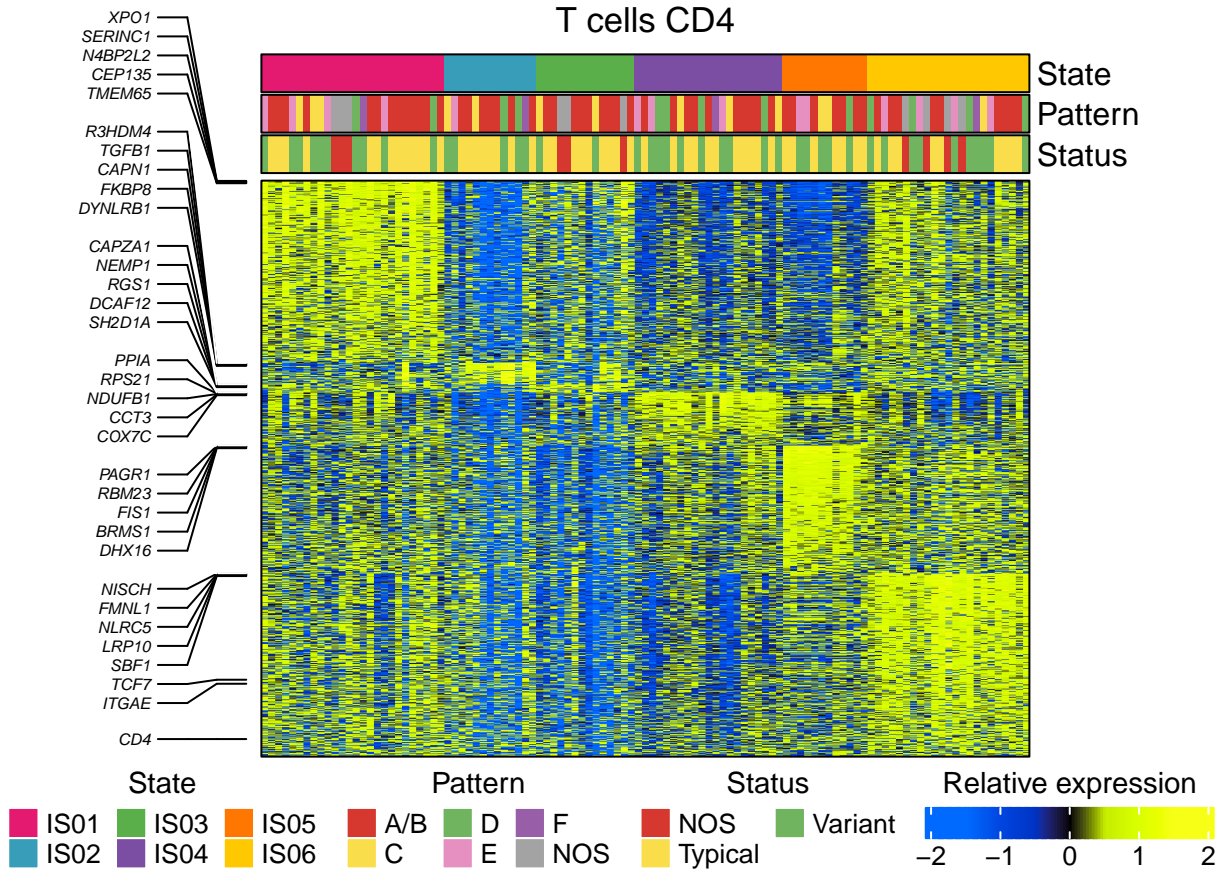 T cells CD4
XPO1
SERINC1
N4BP2L2
CEP135
TMEM65
R3HDM4
TGFB1
CAPN1
FKBP8
DYNLRB1
CAPZA1
NEMP1
RGS1
DCAF12
SH2D1A
PPIA
RPS21
NDUFB1
CCT3
COX7C
PAGR1
RBM23
FIS1
BRMS1
DHX16
NISCH
FMNL1
NLRC5
LRP10
SBF1
TCF7
ITGAE
CD4
State
Pattern
Status
State Pattern Status Relative expression
IS01 IS03 IS05 A/B D F NOS Variant
IS02 IS04 IS06 C E NOS Typical
−2 −1 0 1 2